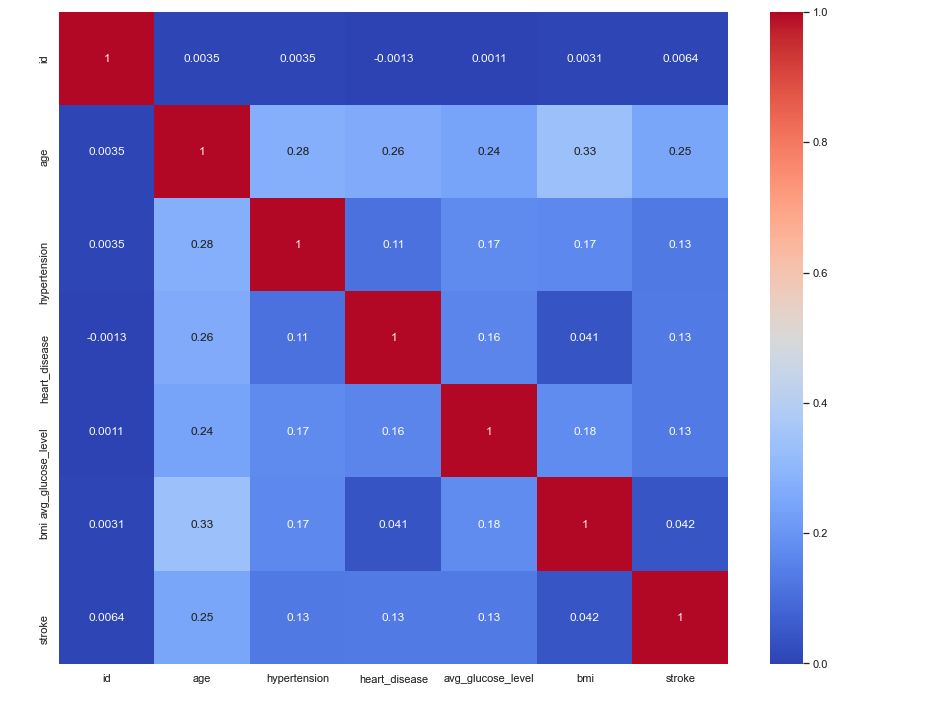 1.0
id 1 0.0035 0.0035 -0.0013 0.0011 0.0031 0.0064
0.8
age 0.0035 1 0.28 0.26 0.24 0.33 0.25
hypertension 0.0035 0.28 1 0.11 0.17 0.17 0.13
0.6
heart_disease -0.0013 0.26 0.11 1 0.16 0.041 0.13
0.4
avg_glucose_level 0.0011 0.24 0.17 0.16 1 0.18 0.13
bmi 0.0031 0.33 0.17 0.041 0.18 1 0.042
0.2
stroke 0.0064 0.25 0.13 0.13 0.13 0.042 1
0.0
id age hypertension heart_disease avg_glucose_level bmi stroke